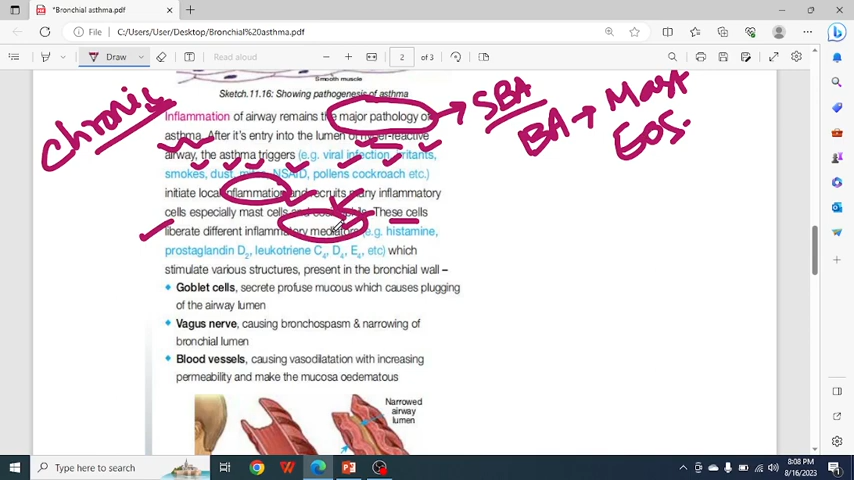 *Bronchial asthma.pdf
File
C:/Users/User/Desktop/Bronchial%20asthma.pdf
Draw
Read aloud
2 of 3
Smooth muscle
Sketch.11.16: Showing pathogenesis of asthma
Inflammation of airway remains the major pathology of
asthma. After it's entry into the lumen of hyper-reactive
airway, the asthma triggers (e.g. viral infection, irritants,
smokes, dust, mites, NSAID, pollens cockroach etc.)
initiate local inflammation and recruits many inflammatory
cells especially mast cells and eosinophils. These cells
liberate different inflammatory mediators (e.g. histamine,
prostaglandin D2, leukotriene C4, D4, E4, etc) which
stimulate various structures, present in the bronchial wall –
Goblet cells, secrete profuse mucous which causes plugging
of the airway lumen
Vagus nerve, causing bronchospasm & narrowing of
bronchial lumen
Blood vessels, causing vasodilatation with increasing
permeability and make the mucosa oedematous
Narrowed
airway
lumen
Chronic
SBA
BA → Mast
Eos.
Type here to search
8:08 PM
8/16/2023